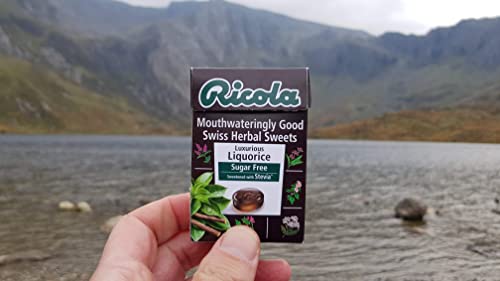 Ricola
Mouthwateringly Good
Swiss Herbal Sweets
Luxurious
Liquorice
Sugar Free
Sweetened with Stevia